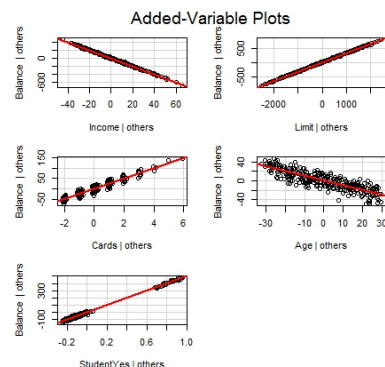 Added-Variable Plots
Balance | others
-600 0
-40 -20 0 20 40 60
Income | others
Balance | others
-500 500
-2000 0 1000
Limit | others
Balance | others
-50 50 150
-2 0 2 4 6
Cards | others
Balance | others
-40 0 40
-30 -10 0 10 20 30
Age | others
Balance | others
-100 300
-0.2 0.2 0.6 1.0
StudentYes | others